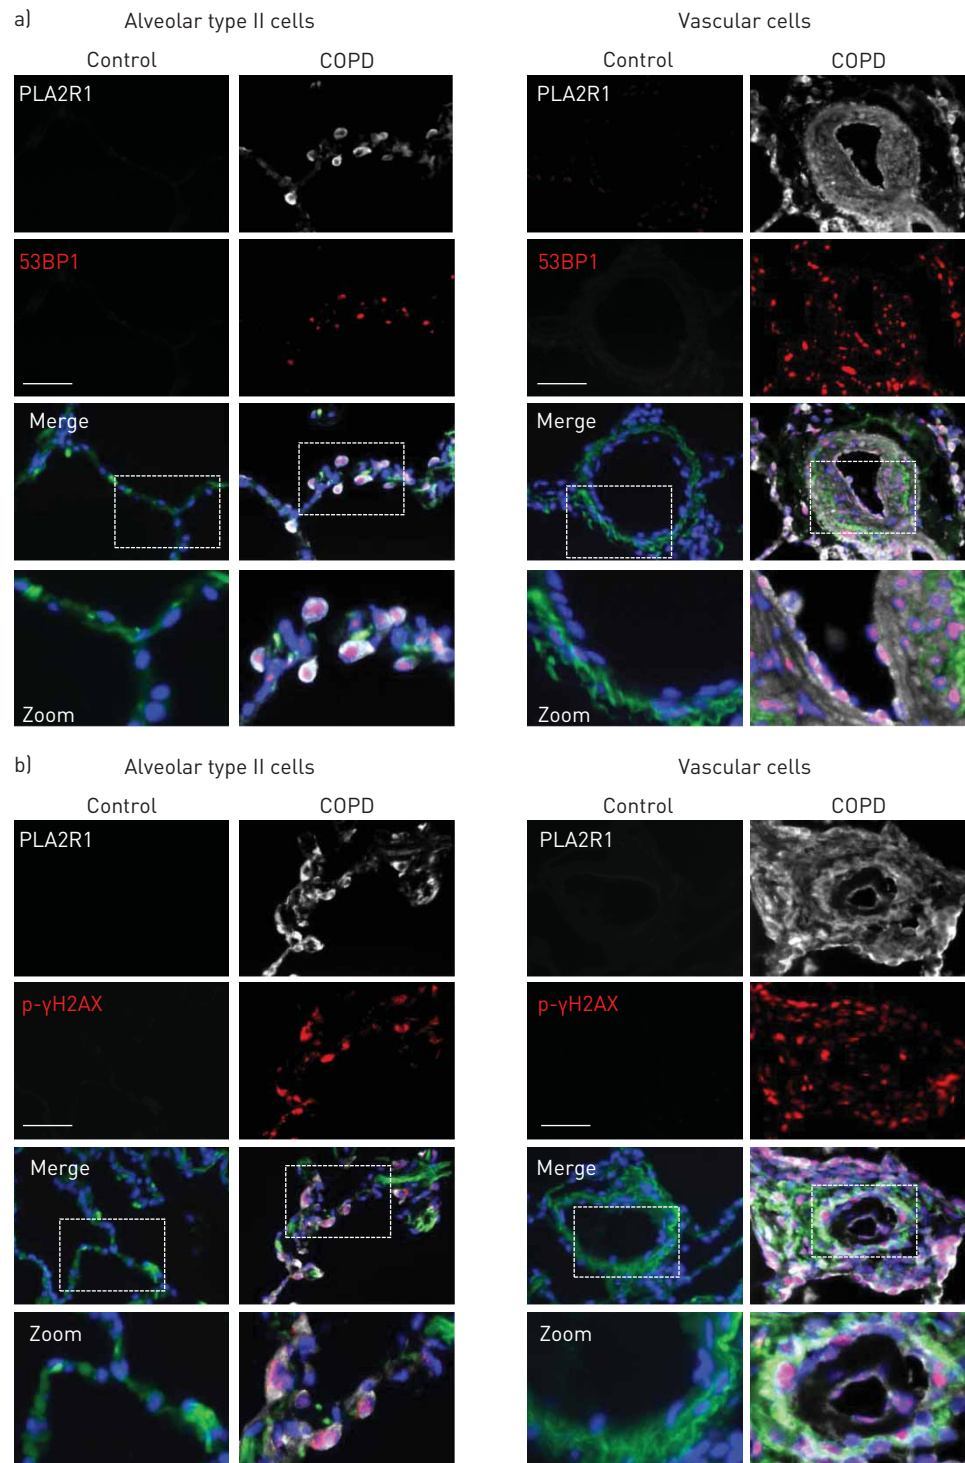 a)
Alveolar type II cells
Vascular cells
Control
COPD
Control
COPD
PLA2R1
PLA2R1
53BP1
53BP1
Merge
Merge
Zoom
Zoom
b)
Alveolar type II cells
Vascular cells
Control
COPD
Control
COPD
PLA2R1
PLA2R1
p-γH2AX
p-γH2AX
Merge
Merge
Zoom
Zoom